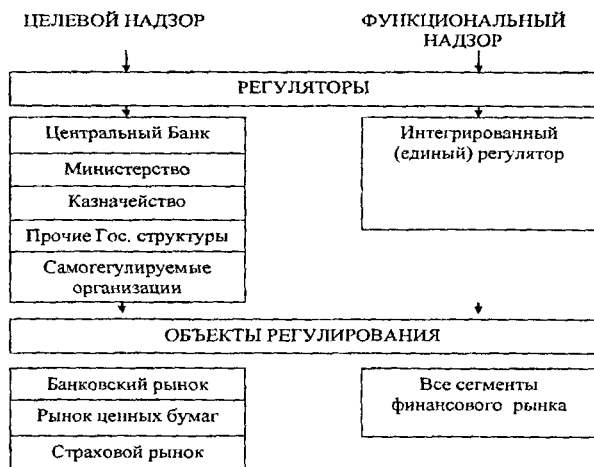 ЦЕЛЕВОЙ НАДЗОР
ФУНКЦИОНАЛЬНЫЙ
НАДЗОР
РЕГУЛЯТОРЫ
Центральный Банк
Министерство
Казначейство
Прочие Гос. структуры
Саморегулируемые
организации
Интегрированный
(единый) регулятор
ОБЪЕКТЫ РЕГУЛИРОВАНИЯ
Банковский рынок
Рынок ценных бумаг
Страховой рынок
Все сегменты
финансового рынка